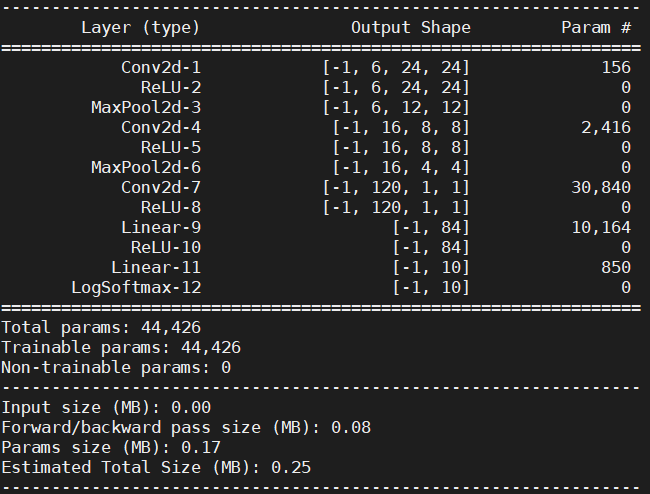 ----------------------------------------------------------------
        Layer (type)               Output Shape         Param #
================================================================
            Conv2d-1            [-1, 6, 24, 24]             156
              ReLU-2            [-1, 6, 24, 24]               0
         MaxPool2d-3            [-1, 6, 12, 12]               0
            Conv2d-4             [-1, 16, 8, 8]           2,416
              ReLU-5             [-1, 16, 8, 8]               0
         MaxPool2d-6             [-1, 16, 4, 4]               0
            Conv2d-7            [-1, 120, 1, 1]          30,840
              ReLU-8            [-1, 120, 1, 1]               0
            Linear-9                   [-1, 84]          10,164
             ReLU-10                   [-1, 84]               0
           Linear-11                   [-1, 10]             850
       LogSoftmax-12                   [-1, 10]               0
================================================================
Total params: 44,426
Trainable params: 44,426
Non-trainable params: 0
----------------------------------------------------------------
Input size (MB): 0.00
Forward/backward pass size (MB): 0.08
Params size (MB): 0.17
Estimated Total Size (MB): 0.25
----------------------------------------------------------------